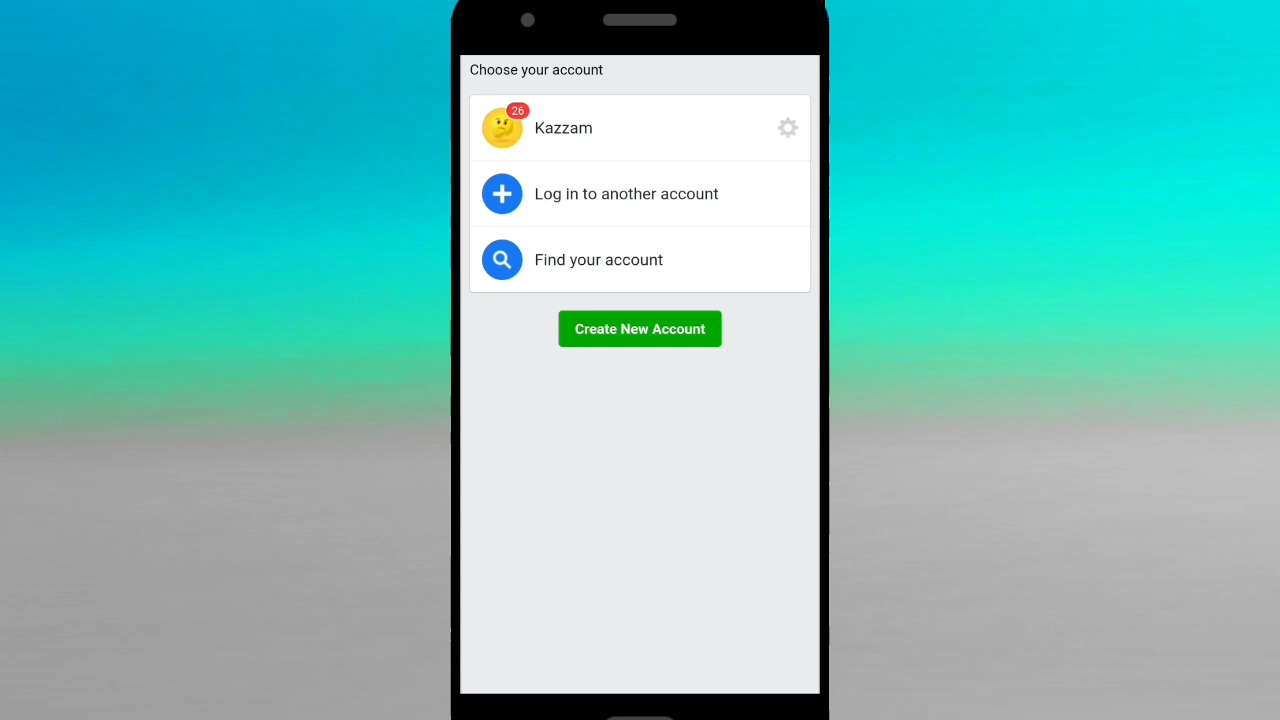 Choose your account
26
Kazzam
Log in to another account
Find your account
Create New Account